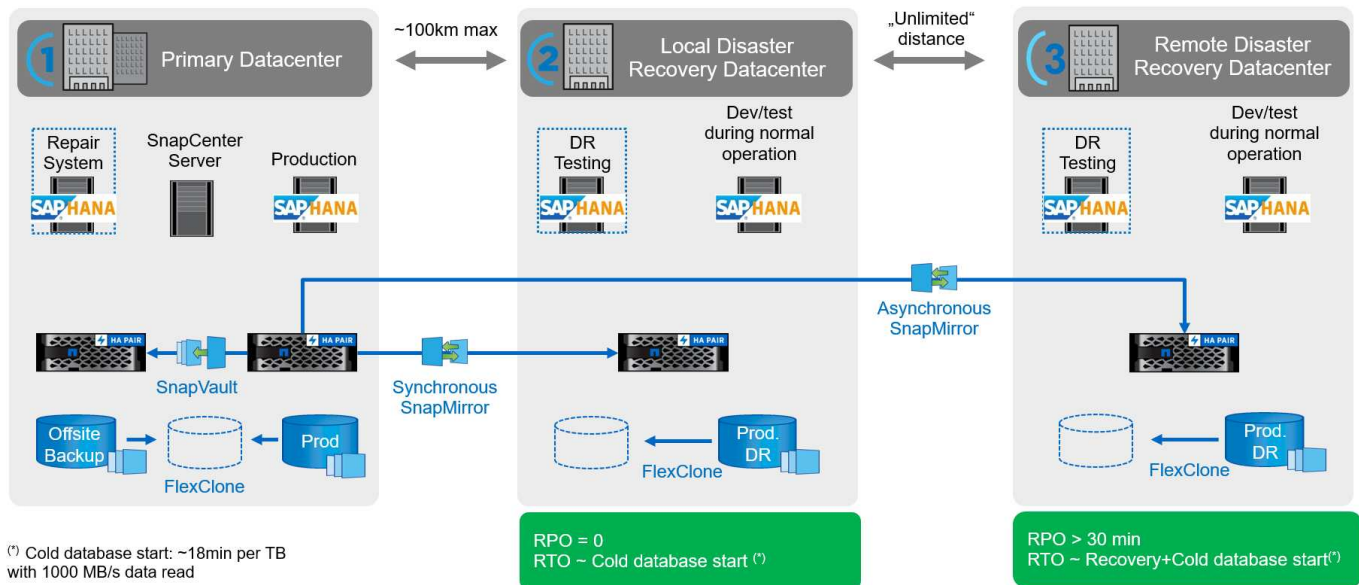 1
Primary Datacenter
~100km max
2
Local Disaster
Recovery Datacenter
„Unlimited“
distance
3
Remote Disaster
Recovery Datacenter
Repair
System
SAP HANA
SnapCenter
Server
Production
SAP HANA
DR
Testing
SAP HANA
Dev/test
during normal
operation
SAP HANA
DR
Testing
SAP HANA
Dev/test
during normal
operation
SAP HANA
Asynchronous
SnapMirror
HA PAIR
SnapVault
HA PAIR
Synchronous
SnapMirror
HA PAIR
HA PAIR
Offsite
Backup
FlexClone
Prod
FlexClone
Prod.
DR
FlexClone
Prod.
DR
(*) Cold database start: ~18min per TB
with 1000 MB/s data read
RPO = 0
RTO ~ Cold database start (*)
RPO > 30 min
RTO ~ Recovery+Cold database start(*)